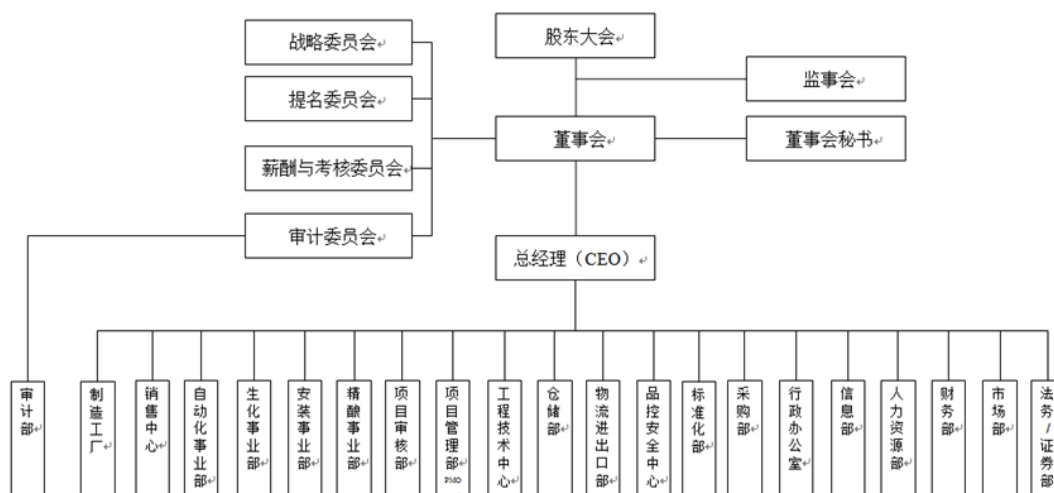 战略委员会
股东大会
提名委员会
监事会
董事会
董事会秘书
薪酬与考核委员会
审计委员会
总经理（CEO）
审计部
制造工厂
销售中心
自动化事业部
生化事业部
安装事业部
精酿事业部
项目审核部
项目管理部
PMO
工程技术中心
仓储部
物流进出口部
品控安全中心
标准化部
采购部
行政办公室
信息部
人力资源部
财务部
市场部
法务/证券部